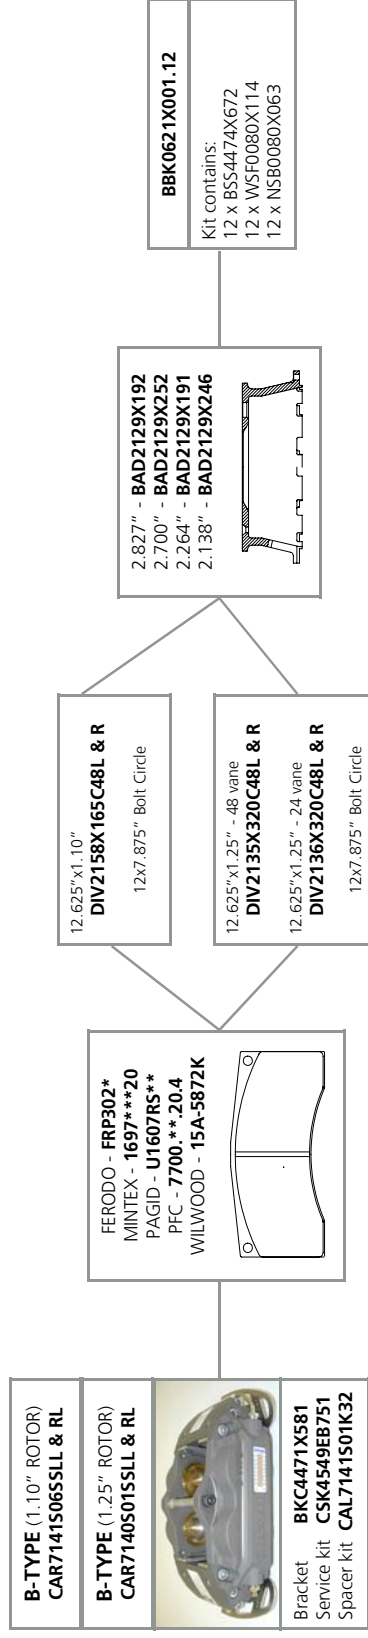 B-TYPE (1.10" ROTOR)
CAR7141S06SSLL & RL
B-TYPE (1.25" ROTOR)
CAR7140S01SSLL & RL
Bracket BKC4471X581
Service kit CSK4549EB751
Spacer kit CAL7141S01K32
FERODO - FRP302*
MINTEX - 1697***20
PAGID - U1607RS**
PFC - 7700.**.20.4
WILWOOD - 15A-5872K
12.625"x1.10"
DIV2158X165C48L & R
12x7.875" Bolt Circle
12.625"x1.25" - 48 vane
DIV2135X320C48L & R
12.625"x1.25" - 24 vane
DIV2136X320C48L & R
12x7.875" Bolt Circle
2.827" - BAD2129X192
2.700" - BAD2129X252
2.264" - BAD2129X191
2.138" - BAD2129X246
BBK0621X001.12
Kit contains:
12 x BSS4474X672
12 x WSF0080X114
12 x NSB0080X063